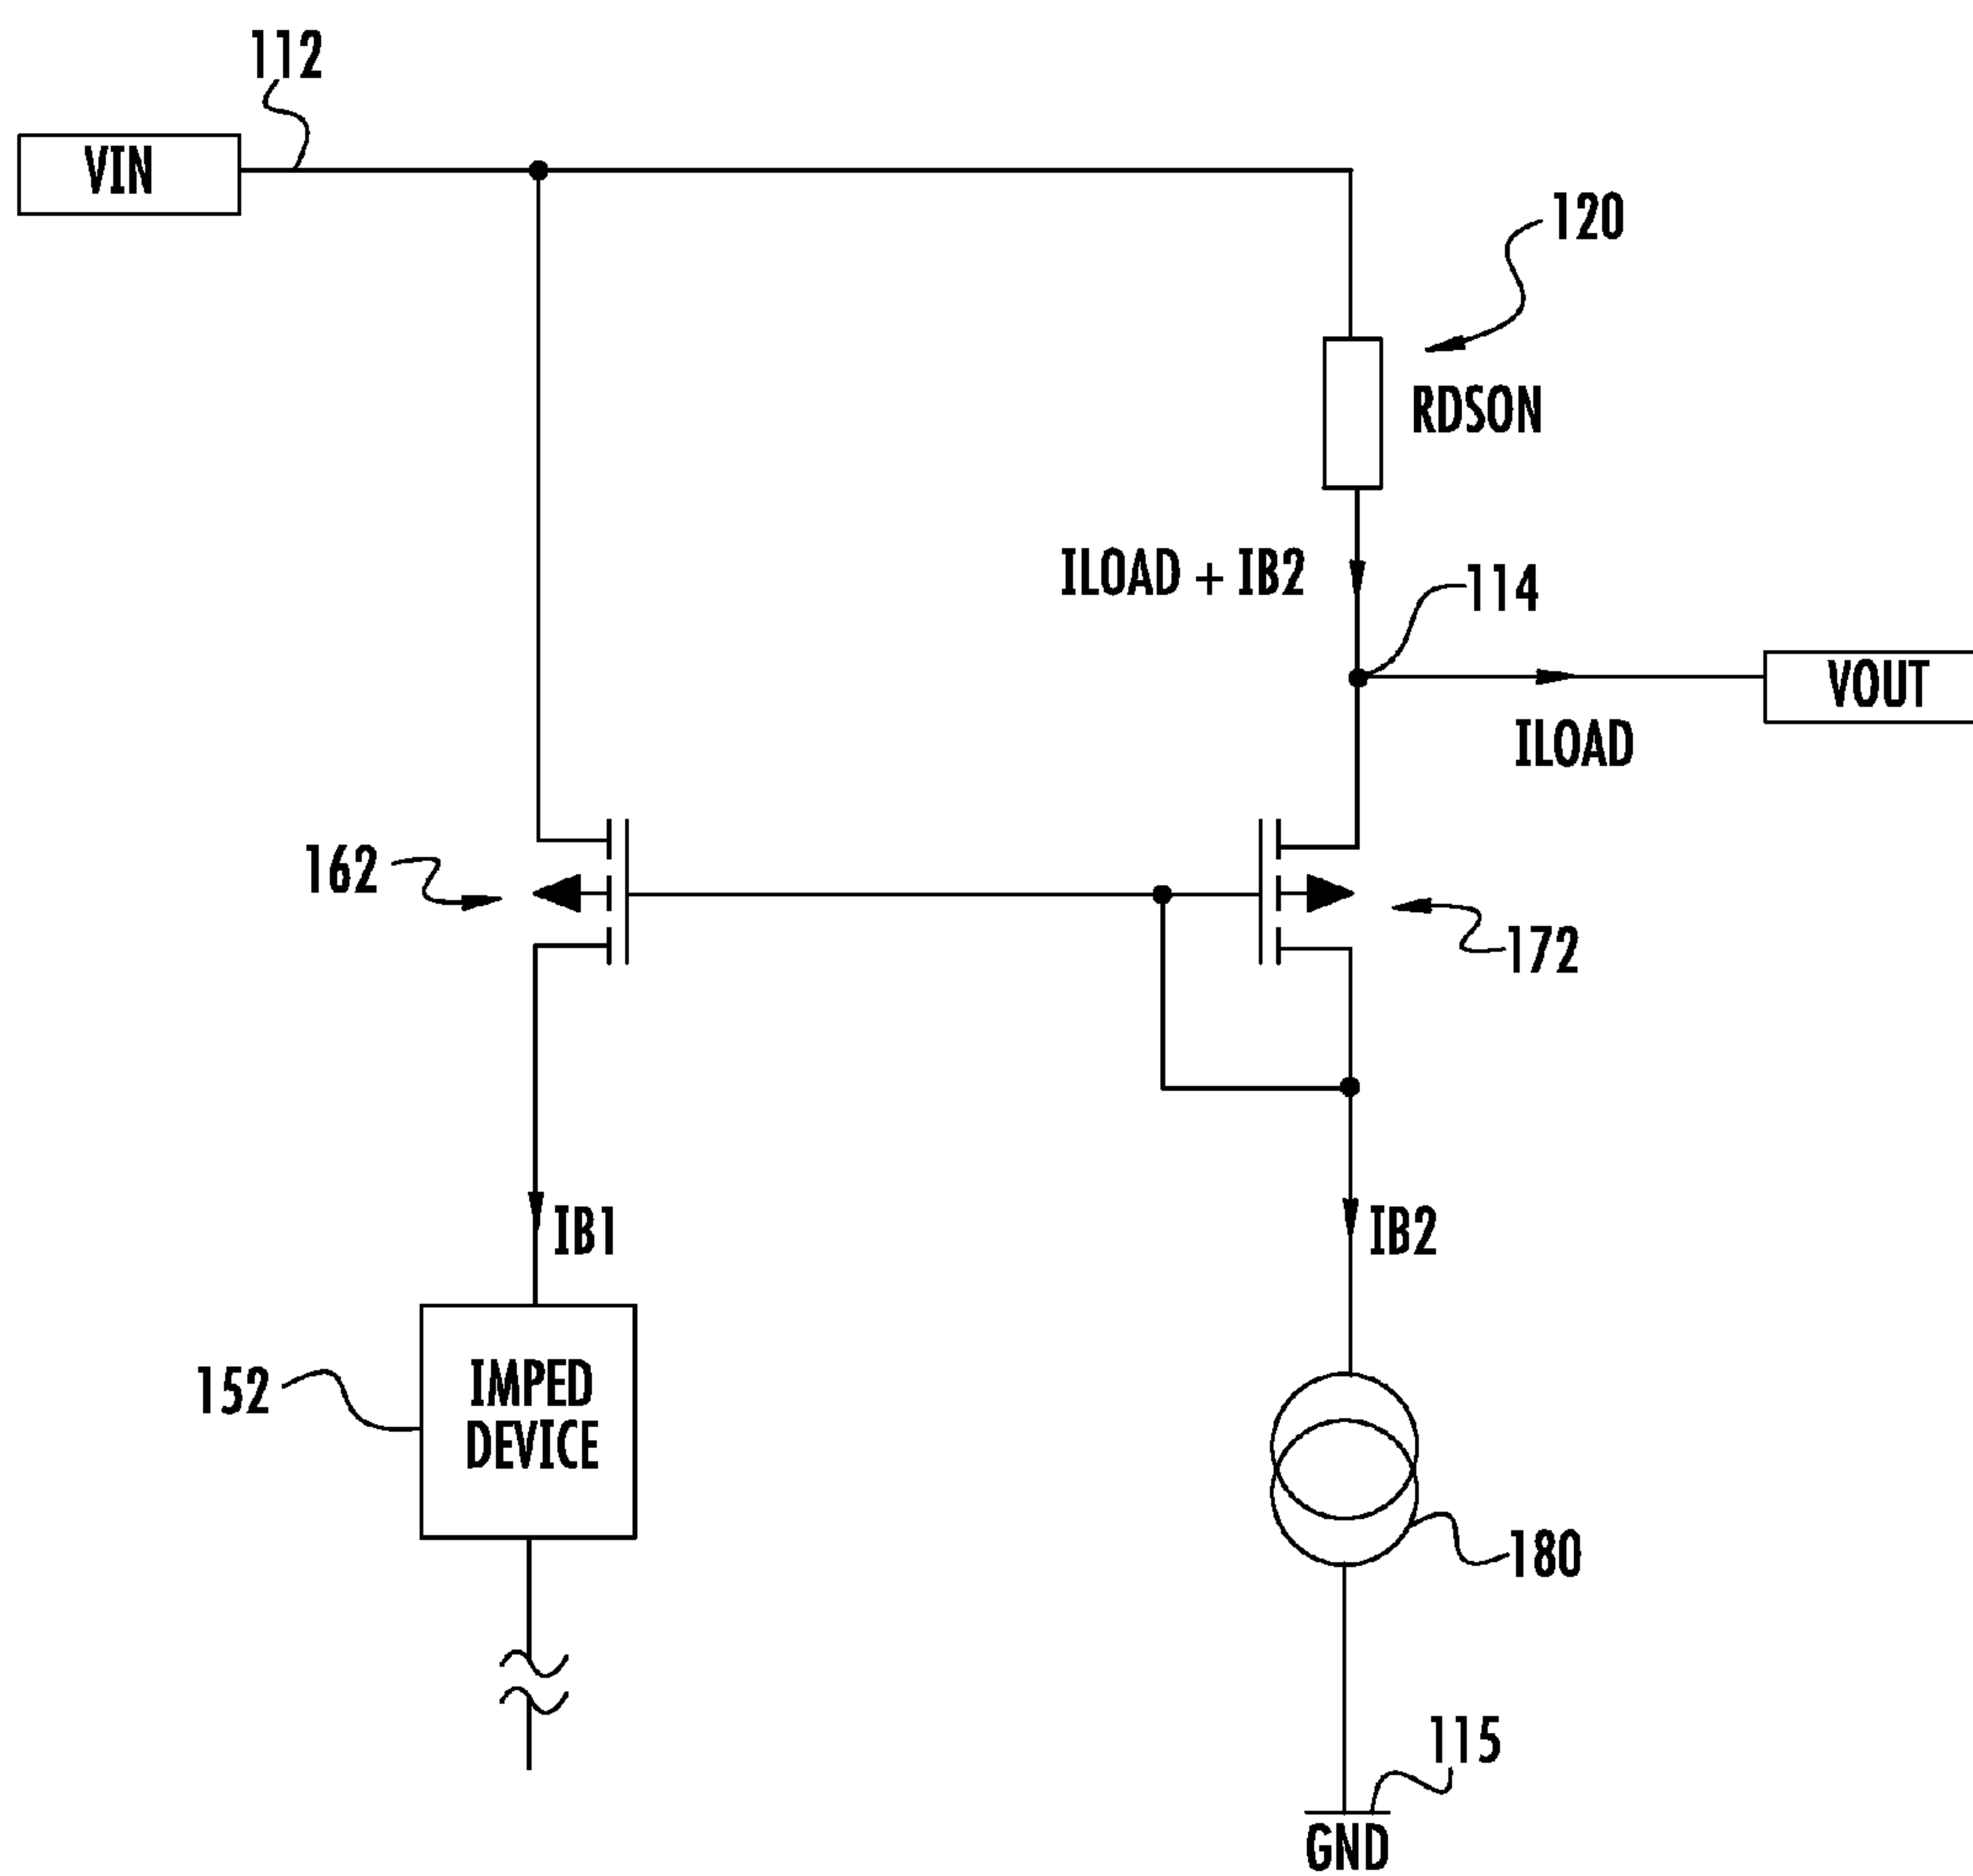 112
VIN
120
RDSON
ILOAD + IB2
114
VOUT
ILOAD
162
172
IB1
IB2
152
IMPED
DEVICE
180
115
GND